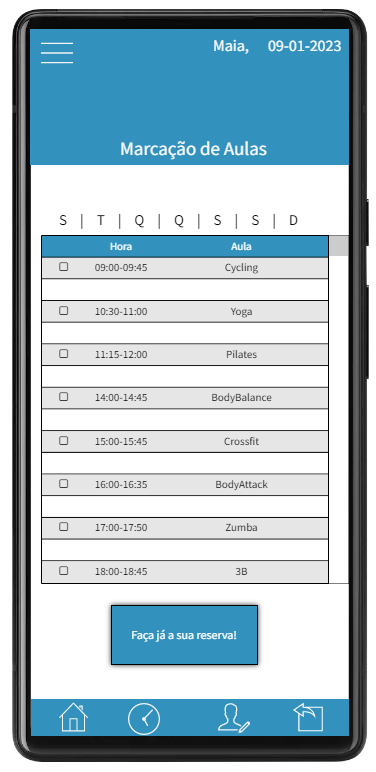 Maia, 09-01-2023
Marcação de Aulas
S | T | Q | Q | S | S | D
Hora Aula
09:00-09:45 Cycling
10:30-11:00 Yoga
11:15-12:00 Pilates
14:00-14:45 BodyBalance
15:00-15:45 Crossfit
16:00-16:35 BodyAttack
17:00-17:50 Zumba
18:00-18:45 3B
Faça já a sua reserva!